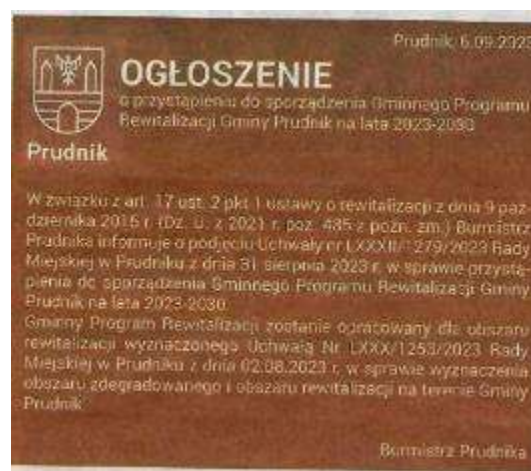 Prudnik, 6.09.2023
OGŁOSZENIE
o przystąpieniu do sporządzenia Gminnego Programu
Rewitalizacji Gminy Prudnik na lata 2023-2030
Prudnik
W związku z art. 17 ust. 2 pkt 1 ustawy o rewitalizacji z dnia 9 paź-
dziernika 2015 r. (Dz. U. z 2021 r. poz. 485 z późn. zm.) Burmistrz
Prudnika informuje o podjęciu Uchwały nr LXXXII/1279/2023 Rady
Miejskiej w Prudniku z dnia 31 sierpnia 2023 r. w sprawie przystą-
pienia do sporządzenia Gminnego Programu Rewitalizacji Gminy
Prudnik na lata 2023-2030.
Gminny Program Rewitalizacji zostanie opracowany dla obszaru
rewitalizacji wyznaczonego Uchwałą Nr LXXX/1253/2023 Rady
Miejskiej w Prudniku z dnia 02.08.2023 r. w sprawie wyznaczenia
obszaru zdegradowanego i obszaru rewitalizacji na terenie Gminy
Prudnik.
Burmistrz Prudnika